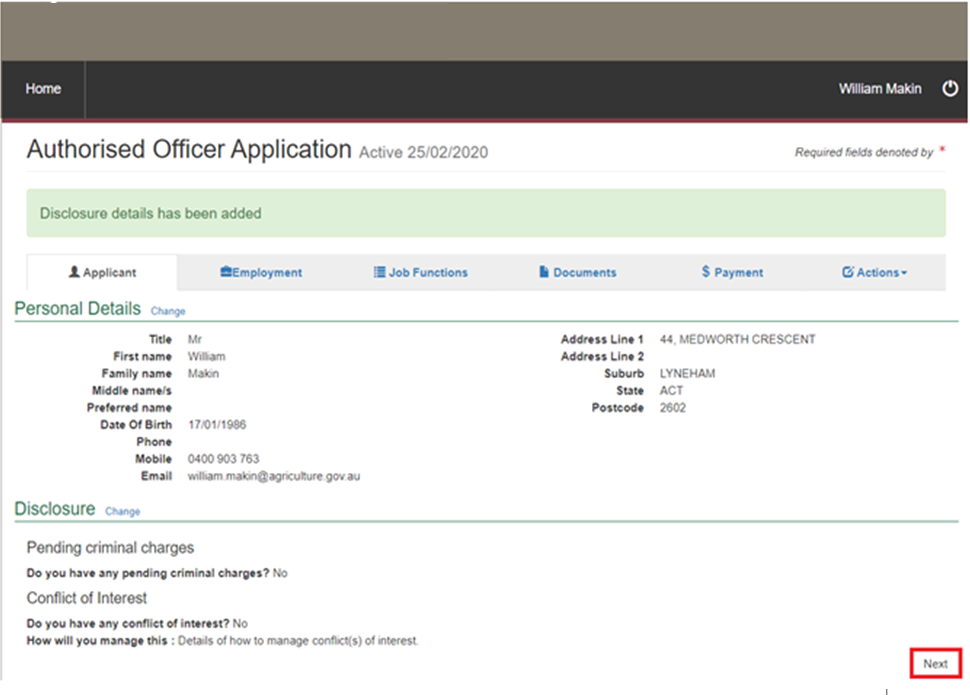 Home
William Makin
Authorised Officer Application Active 25/02/2020
Required fields denoted by *
Disclosure details has been added
Applicant Employment Job Functions Documents $ Payment Actions
Personal Details Change
Title Mr
First name William
Family name Makin
Middle name/s
Preferred name
Date Of Birth 17/01/1986
Phone
Mobile 0400 903 763
Email william.makin@agriculture.gov.au
Address Line 1 44, MEDWORTH CRESCENT
Address Line 2
Suburb LYNEHAM
State ACT
Postcode 2602
Disclosure Change
Pending criminal charges
Do you have any pending criminal charges? No
Conflict of Interest
Do you have any conflict of interest? No
How will you manage this : Details of how to manage conflict(s) of interest.
Next